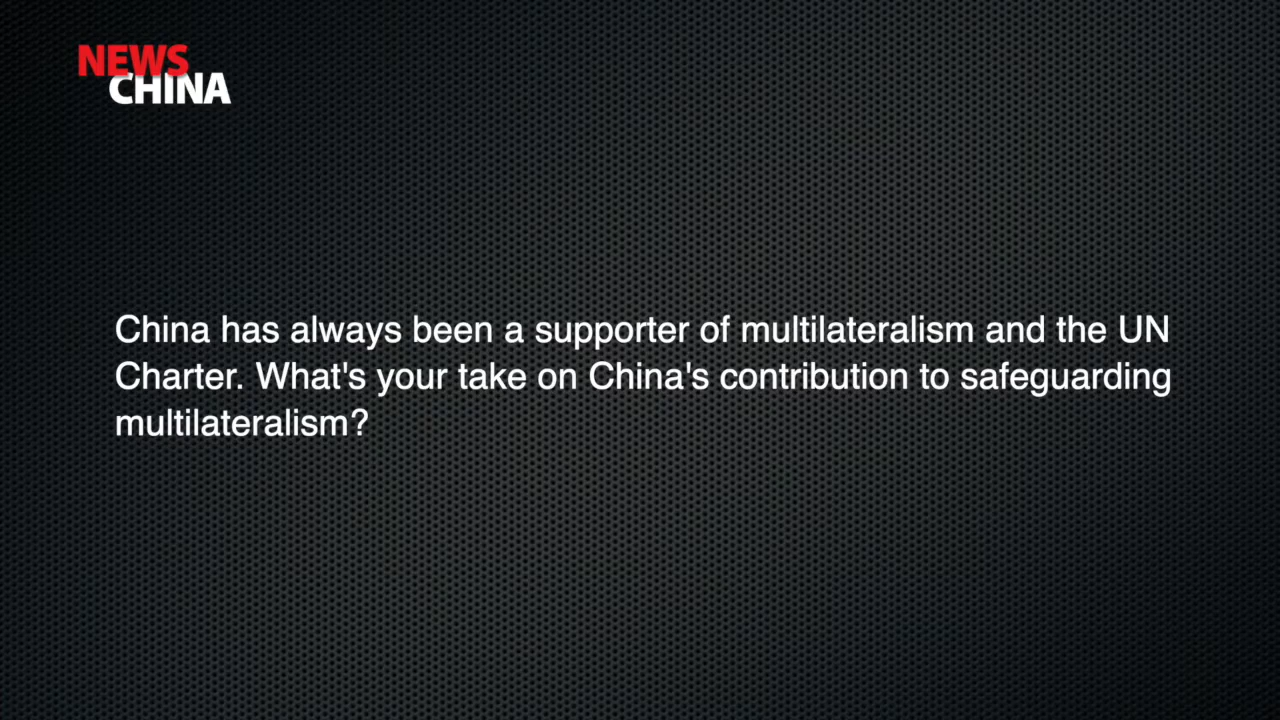 NEWS
CHINA
China has always been a supporter of multilateralism and the UN
Charter. What's your take on China's contribution to safeguarding
multilateralism?